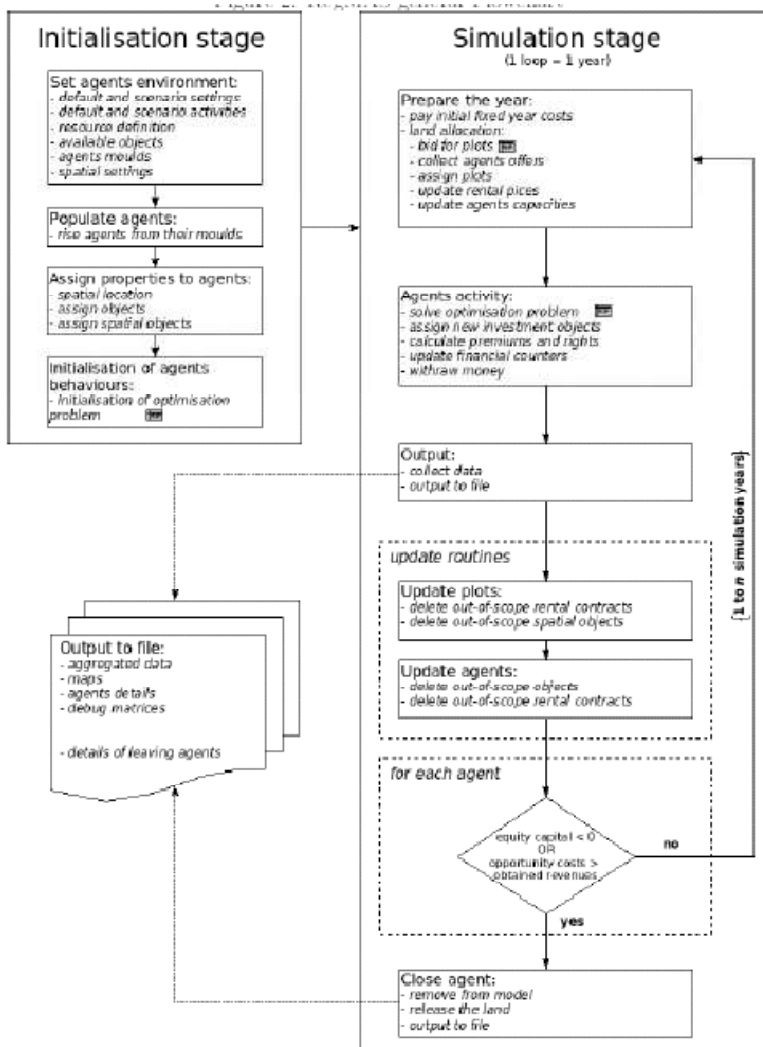 Initialisation stage
Set agents environment:
- default and scenario settings
- default and scenario activities
- resource definition
- available objects
- agents moulds
- spatial settings
Populate agents:
- rise agents from their moulds
Assign properties to agents:
- spatial location
- assign objects
- assign spatial objects
Initialisation of agents
behaviours:
- initialisation of optimisation
problem
Simulation stage
(1 loop = 1 year)
Prepare the year:
- pay initial fixed year costs
- land allocation:
- bid for plots
- collect agents offers
- assign plots
- update rental pices
- update agents capacities
Agents activity:
- solve optimisation problem
- assign new investment objects
- calculate premiums and rights
- update financial counters
- withraw money
Output:
- collect data
- output to file
update routines
Update plots:
- delete out-of-scope rental contracts
- delete out-of-scope spatial objects
Update agents:
- delete out-of-scope objects
- delete out-of-scope rental contracts
for each agent
equity capital < 0
OR
opportunity costs >
obtained revenues
no
yes
[1 to n simulation years]
Close agent:
- remove from model
- release the land
- output to file
Output to file:
- aggregated data
- maps
- agents details
- debug matrices
- details of leaving agents